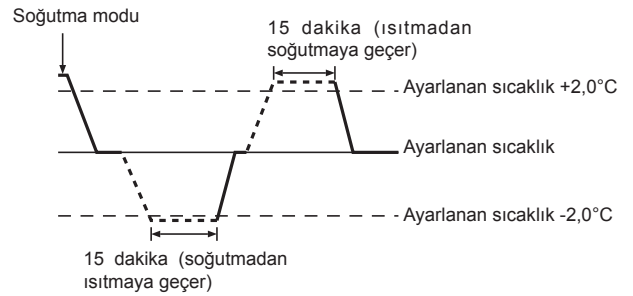 Soğutma modu
15 dakika (ısıtmadan
soğutmaya geçer)
Ayarlanan sıcaklık +2,0°C
Ayarlanan sıcaklık
Ayarlanan sıcaklık -2,0°C
15 dakika (soğutmadan
ısıtmaya geçer)